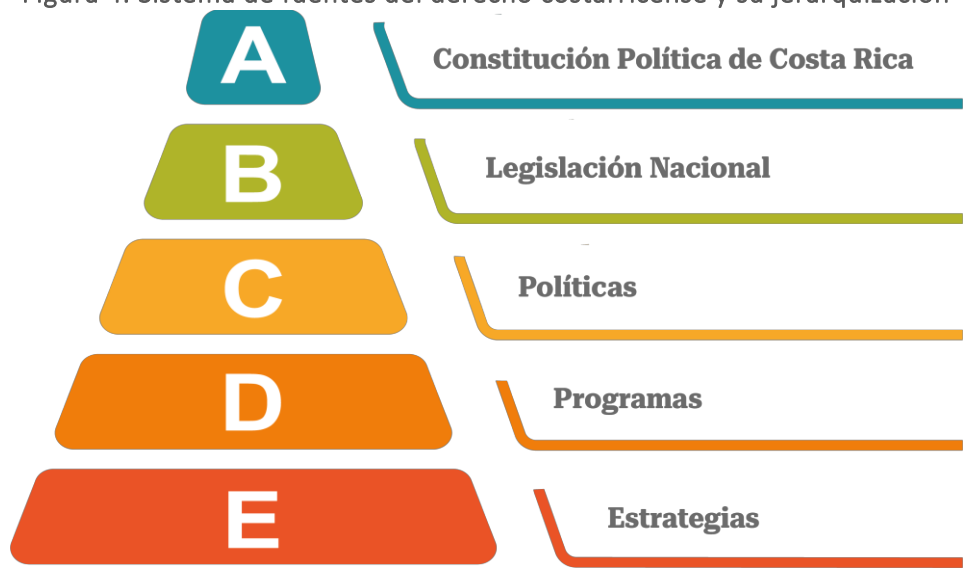 Figura 4. Sistema de fuentes del derecho costarricense y su jerarquización
A
Constitución Política de Costa Rica
B
Legislación Nacional
C
Políticas
D
Programas
E
Estrategias